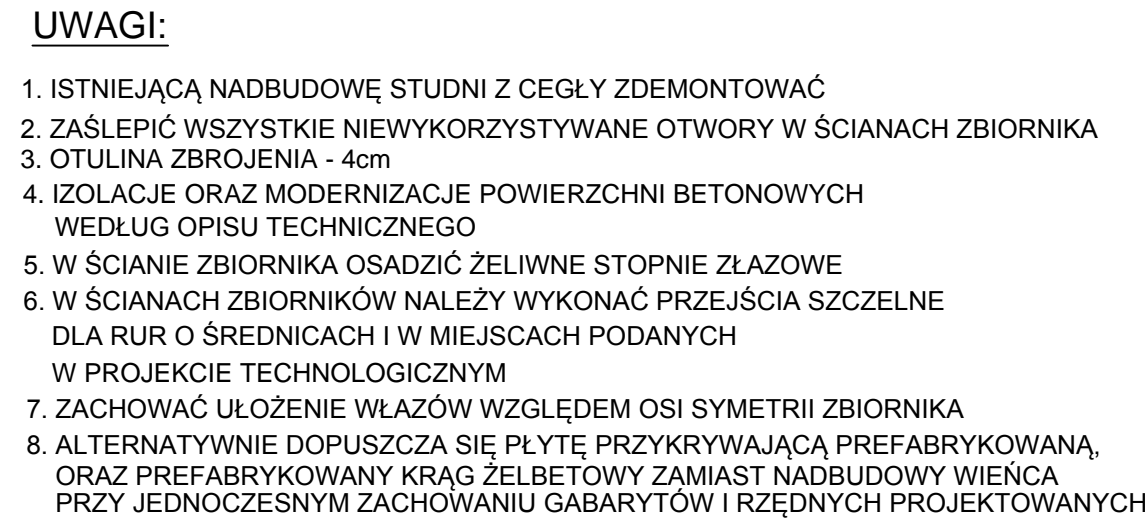 UWAGI:
1. ISTNIEJĄCĄ NADBUDOWĘ STUDNI Z CEGŁY ZDEMONTOWAĆ
2. ZAŚLEPIĆ WSZYSTKIE NIEWYKORZYSTYWANE OTWORY W ŚCIANACH ZBIORNIKA
3. OTULINA ZBROJENIA - 4cm
4. IZOLACJE ORAZ MODERNIZACJE POWIERZCHNI BETONOWYCH
WEDŁUG OPISU TECHNICZNEGO
5. W ŚCIANIE ZBIORNIKA OSADZIĆ ŻELIWNE STOPNIE ZŁAZOWE
6. W ŚCIANACH ZBIORNIKÓW NALEŻY WYKONAĆ PRZEJŚCIA SZCZELNE
DLA RUR O ŚREDNICACH I W MIEJSCACH PODANYCH
W PROJEKCIE TECHNOLOGICZNYM
7. ZACHOWAĆ UŁOŻENIE WŁAZÓW WZGLĘDEM OSI SYMETRII ZBIORNIKA
8. ALTERNATYWNIE DOPUSZCZA SIĘ PŁYTĘ PRZYKRYWAJĄCĄ PREFABRYKOWANĄ,
ORAZ PREFABRYKOWANY KRĄG ŻELBETOWY ZAMIAST NADBUDOWY WIEŃCA
PRZY JEDNOCZESNYM ZACHOWANIU GABARYTÓW I RZĘDNYCH PROJEKTOWANYCH